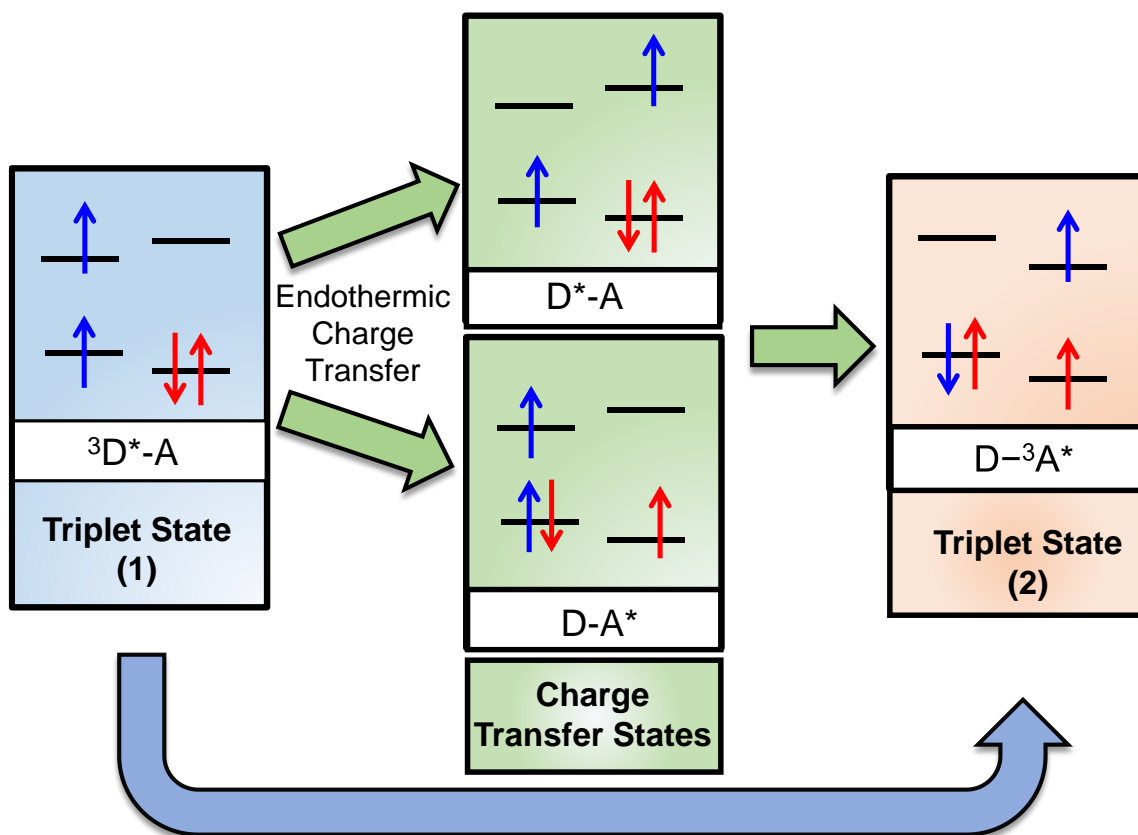 ³D*-A
Triplet State
(1)
Endothermic
Charge
Transfer
D*-A
D-A*
Charge
Transfer States
D−³A*
Triplet State
(2)